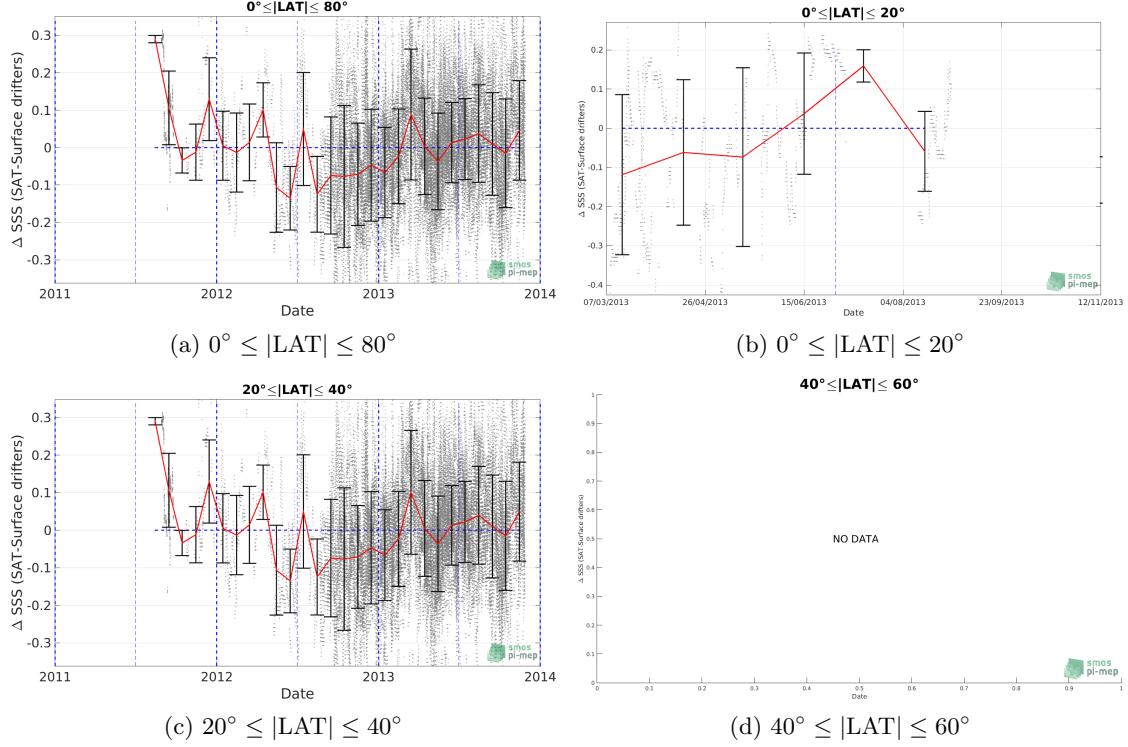 0°≤|LAT|≤ 80°
Δ SSS (SAT-Surface drifters)
0.3
0.2
0.1
0
-0.1
-0.2
-0.3
2011
2012
2013
2014
Date
smos
pi-mep
(a) 0° ≤ |LAT| ≤ 80°
0°≤|LAT|≤ 20°
Δ SSS (SAT-Surface drifters)
0.2
0.1
0
-0.1
-0.2
-0.3
-0.4
07/03/2013
26/04/2013
15/06/2013
04/08/2013
23/09/2013
12/11/2013
Date
smos
pi-mep
(b) 0° ≤ |LAT| ≤ 20°
20°≤|LAT|≤ 40°
Δ SSS (SAT-Surface drifters)
0.3
0.2
0.1
0
-0.1
-0.2
-0.3
2011
2012
2013
2014
Date
smos
pi-mep
(c) 20° ≤ |LAT| ≤ 40°
40°≤|LAT|≤ 60°
Δ SSS (SAT-Surface drifters)
1
0.9
0.8
0.7
0.6
0.5
0.4
0.3
0.2
0.1
0
NO DATA
0
0.1
0.2
0.3
0.4
0.5
0.6
0.7
0.8
0.9
1
Date
smos
pi-mep
(d) 40° ≤ |LAT| ≤ 60°